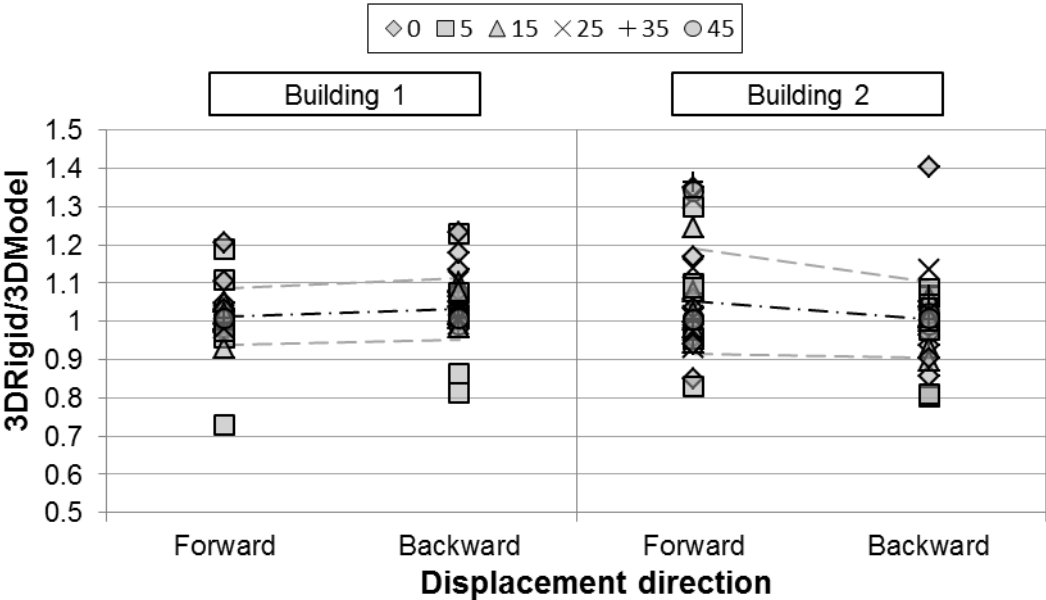 0 5 15 25 35 45
Building 1 Building 2
3DRigid/3DModel
1.5
1.4
1.3
1.2
1.1
1
0.9
0.8
0.7
0.6
0.5
Forward Backward Forward Backward
Displacement direction